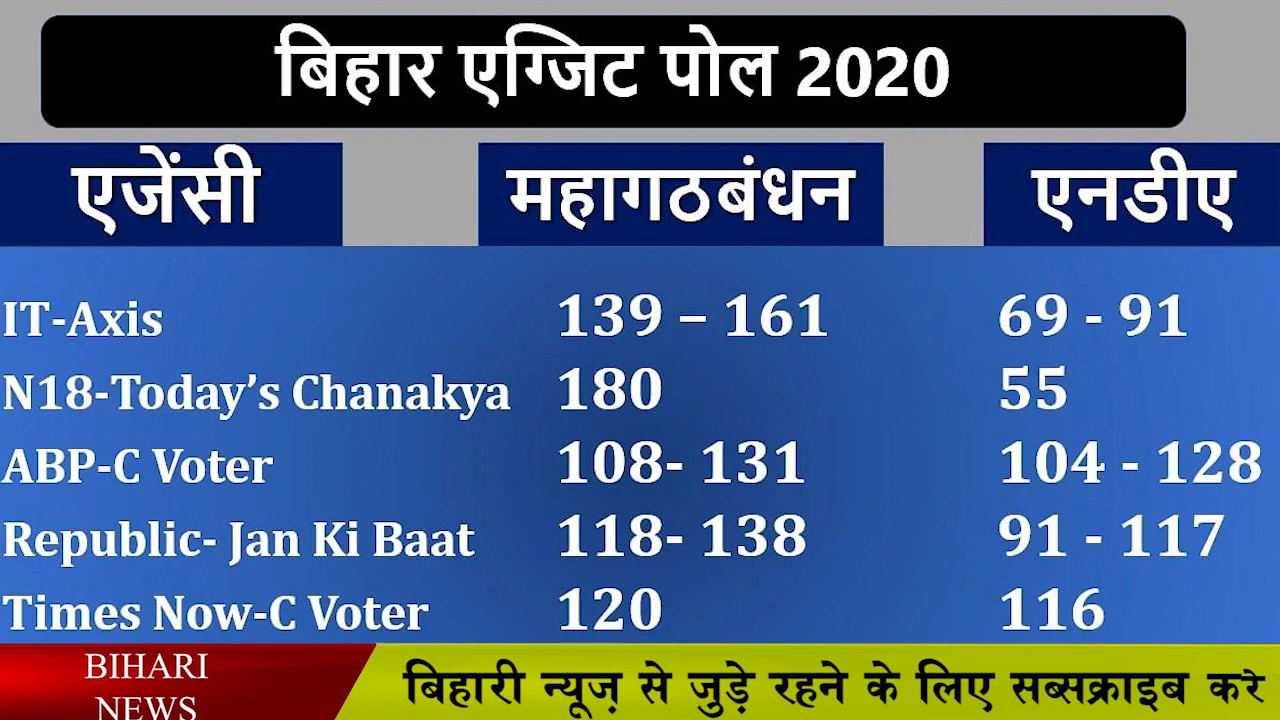 बिहार एग्जिट पोल 2020
एजेंसी महागठबंधन एनडीए
IT-Axis 139 – 161 69 - 91
N18-Today’s Chanakya 180 55
ABP-C Voter 108- 131 104 - 128
Republic- Jan Ki Baat 118- 138 91 - 117
Times Now-C Voter 120 116
BIHARI
NEWS
बिहारी न्यूज़ से जुड़े रहने के लिए सब्सक्राइब करे